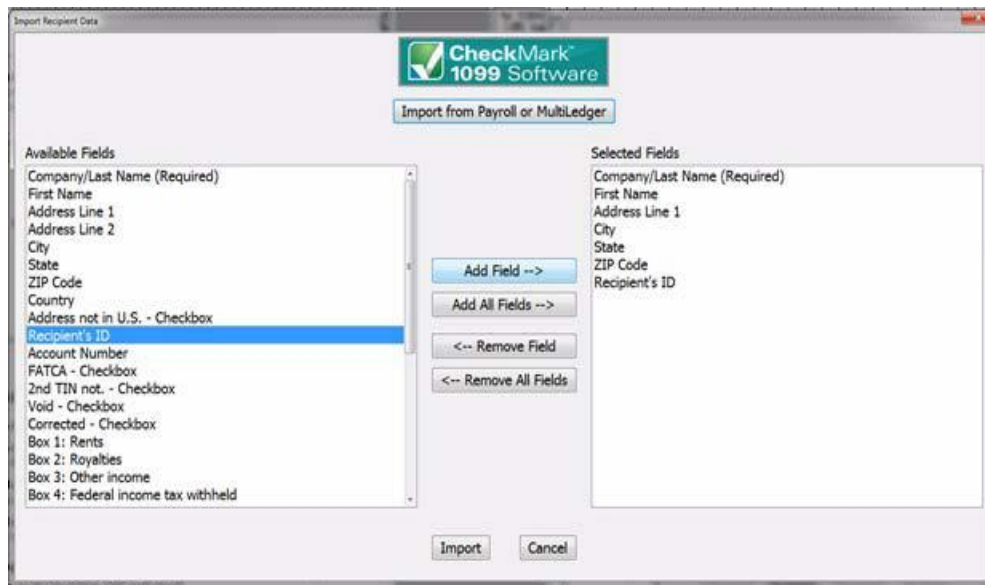 Import Recipient Data
CheckMark™
1099 Software
Import from Payroll or MultiLedger
Available Fields
Company/Last Name (Required)
First Name
Address Line 1
Address Line 2
City
State
ZIP Code
Country
Address not in U.S. - Checkbox
Recipient's ID
Account Number
FATCA - Checkbox
2nd TIN not. - Checkbox
Void - Checkbox
Corrected - Checkbox
Box 1: Rents
Box 2: Royalties
Box 3: Other income
Box 4: Federal income tax withheld
Add Field -->
Add All Fields -->
<-- Remove Field
<-- Remove All Fields
Selected Fields
Company/Last Name (Required)
First Name
Address Line 1
City
State
ZIP Code
Recipient's ID
Import
Cancel